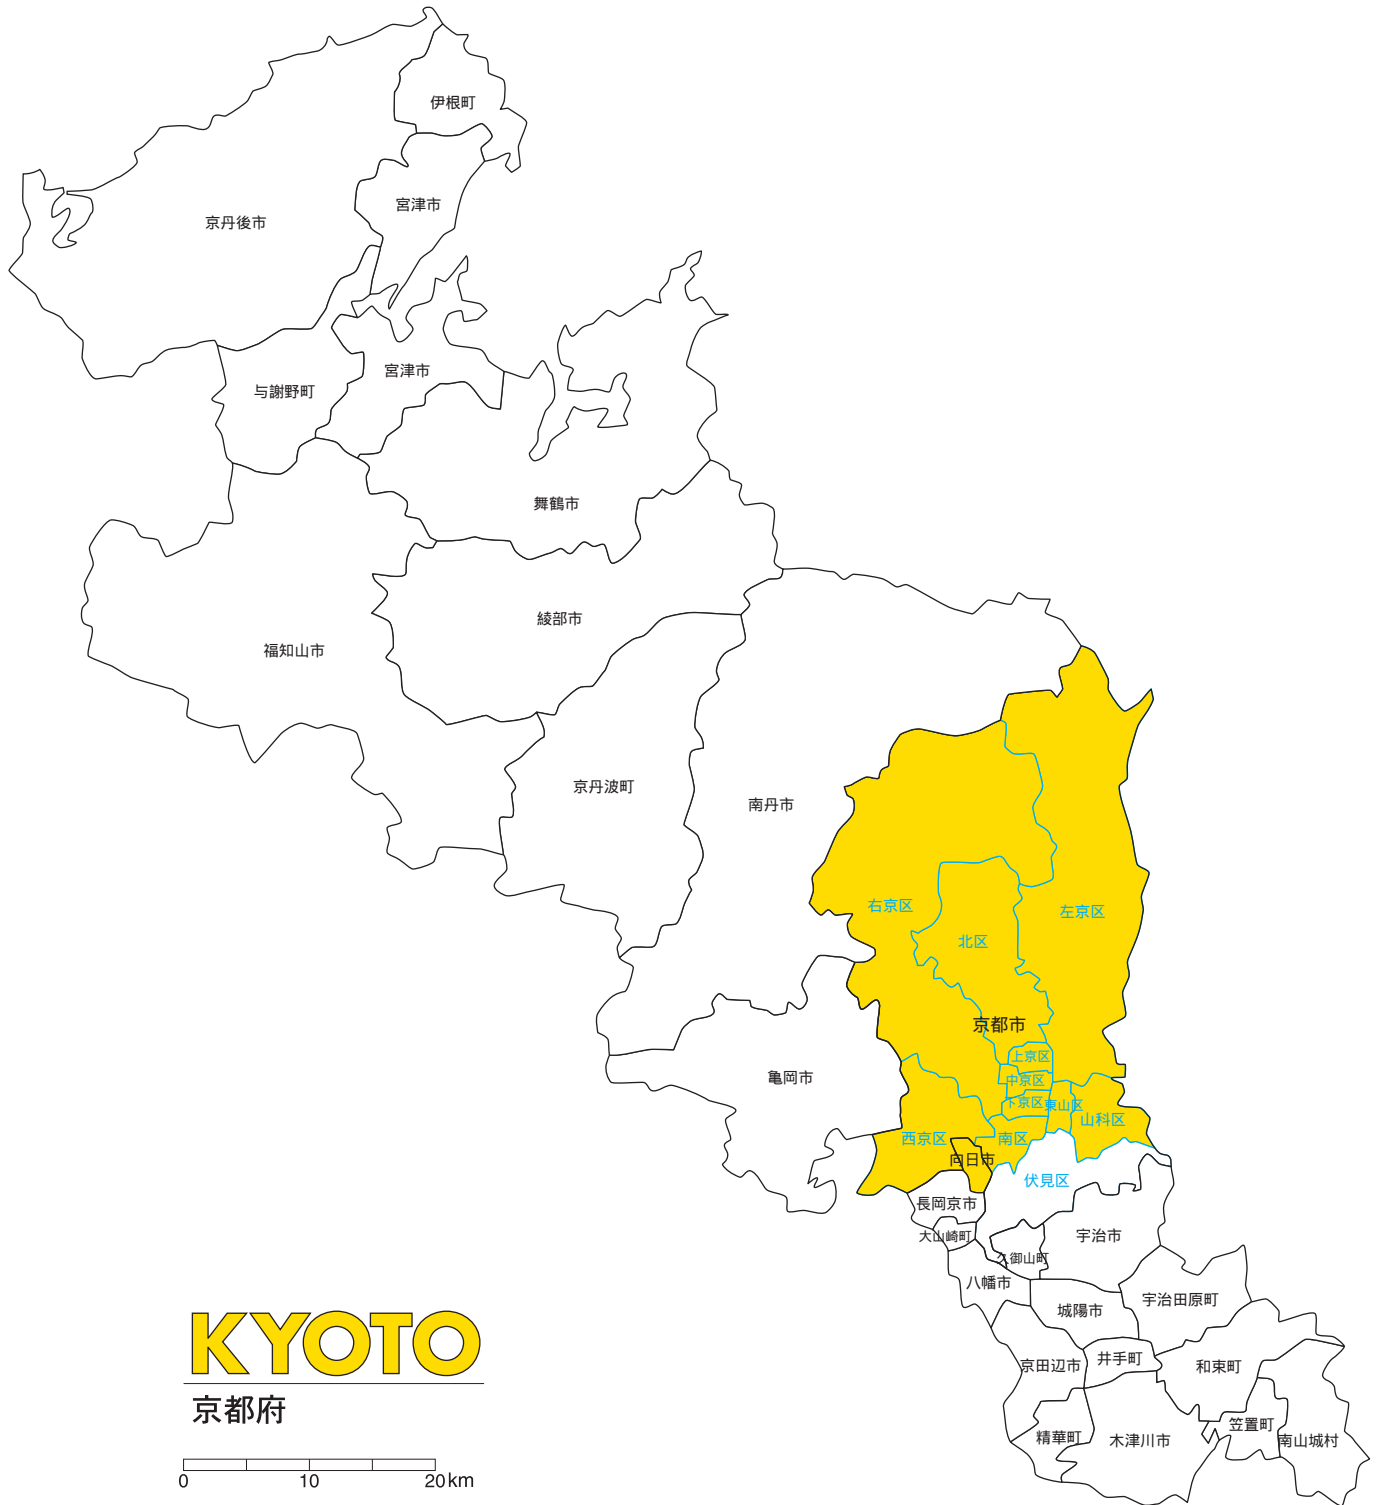 伊根町
宮津市
京丹後市
宮津市
与謝野町
舞鶴市
綾部市
福知山市
京丹波町
南丹市
右京区
左京区
北区
京都市
上京区
亀岡市
中京区
下京区
東山区
山科区
西京区
南区
向日市
伏見区
長岡京市
大山崎町
宇治市
久御山町
八幡市
宇治田原町
城陽市
井手町
京田辺市
和束町
笠置町
精華町
木津川市
南山城村
KYOTO
京都府
0 10 20km